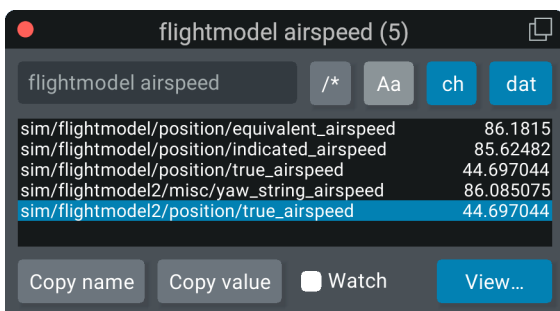 flightmodel airspeed (5)
flightmodel airspeed /* Aa ch dat
sim/flightmodel/position/equivalent_airspeed 86.1815
sim/flightmodel/position/indicated_airspeed 85.62482
sim/flightmodel/position/true_airspeed 44.697044
sim/flightmodel2/misc/yaw_string_airspeed 86.085075
sim/flightmodel2/position/true_airspeed 44.697044
Copy name Copy value Watch View...